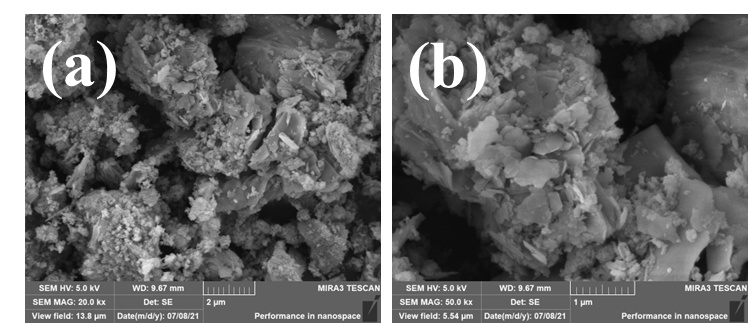 (a)
SEM HV: 5.0 kV WD: 9.67 mm MIRA3 TESCAN
SEM MAG: 20.0 kx Det: SE 2 µm
View field: 13.8 µm Date(m/d/y): 07/08/21 Performance in nanospace
(b)
SEM HV: 5.0 kV WD: 9.67 mm MIRA3 TESCAN
SEM MAG: 50.0 kx Det: SE 1 µm
View field: 5.54 µm Date(m/d/y): 07/08/21 Performance in nanospace